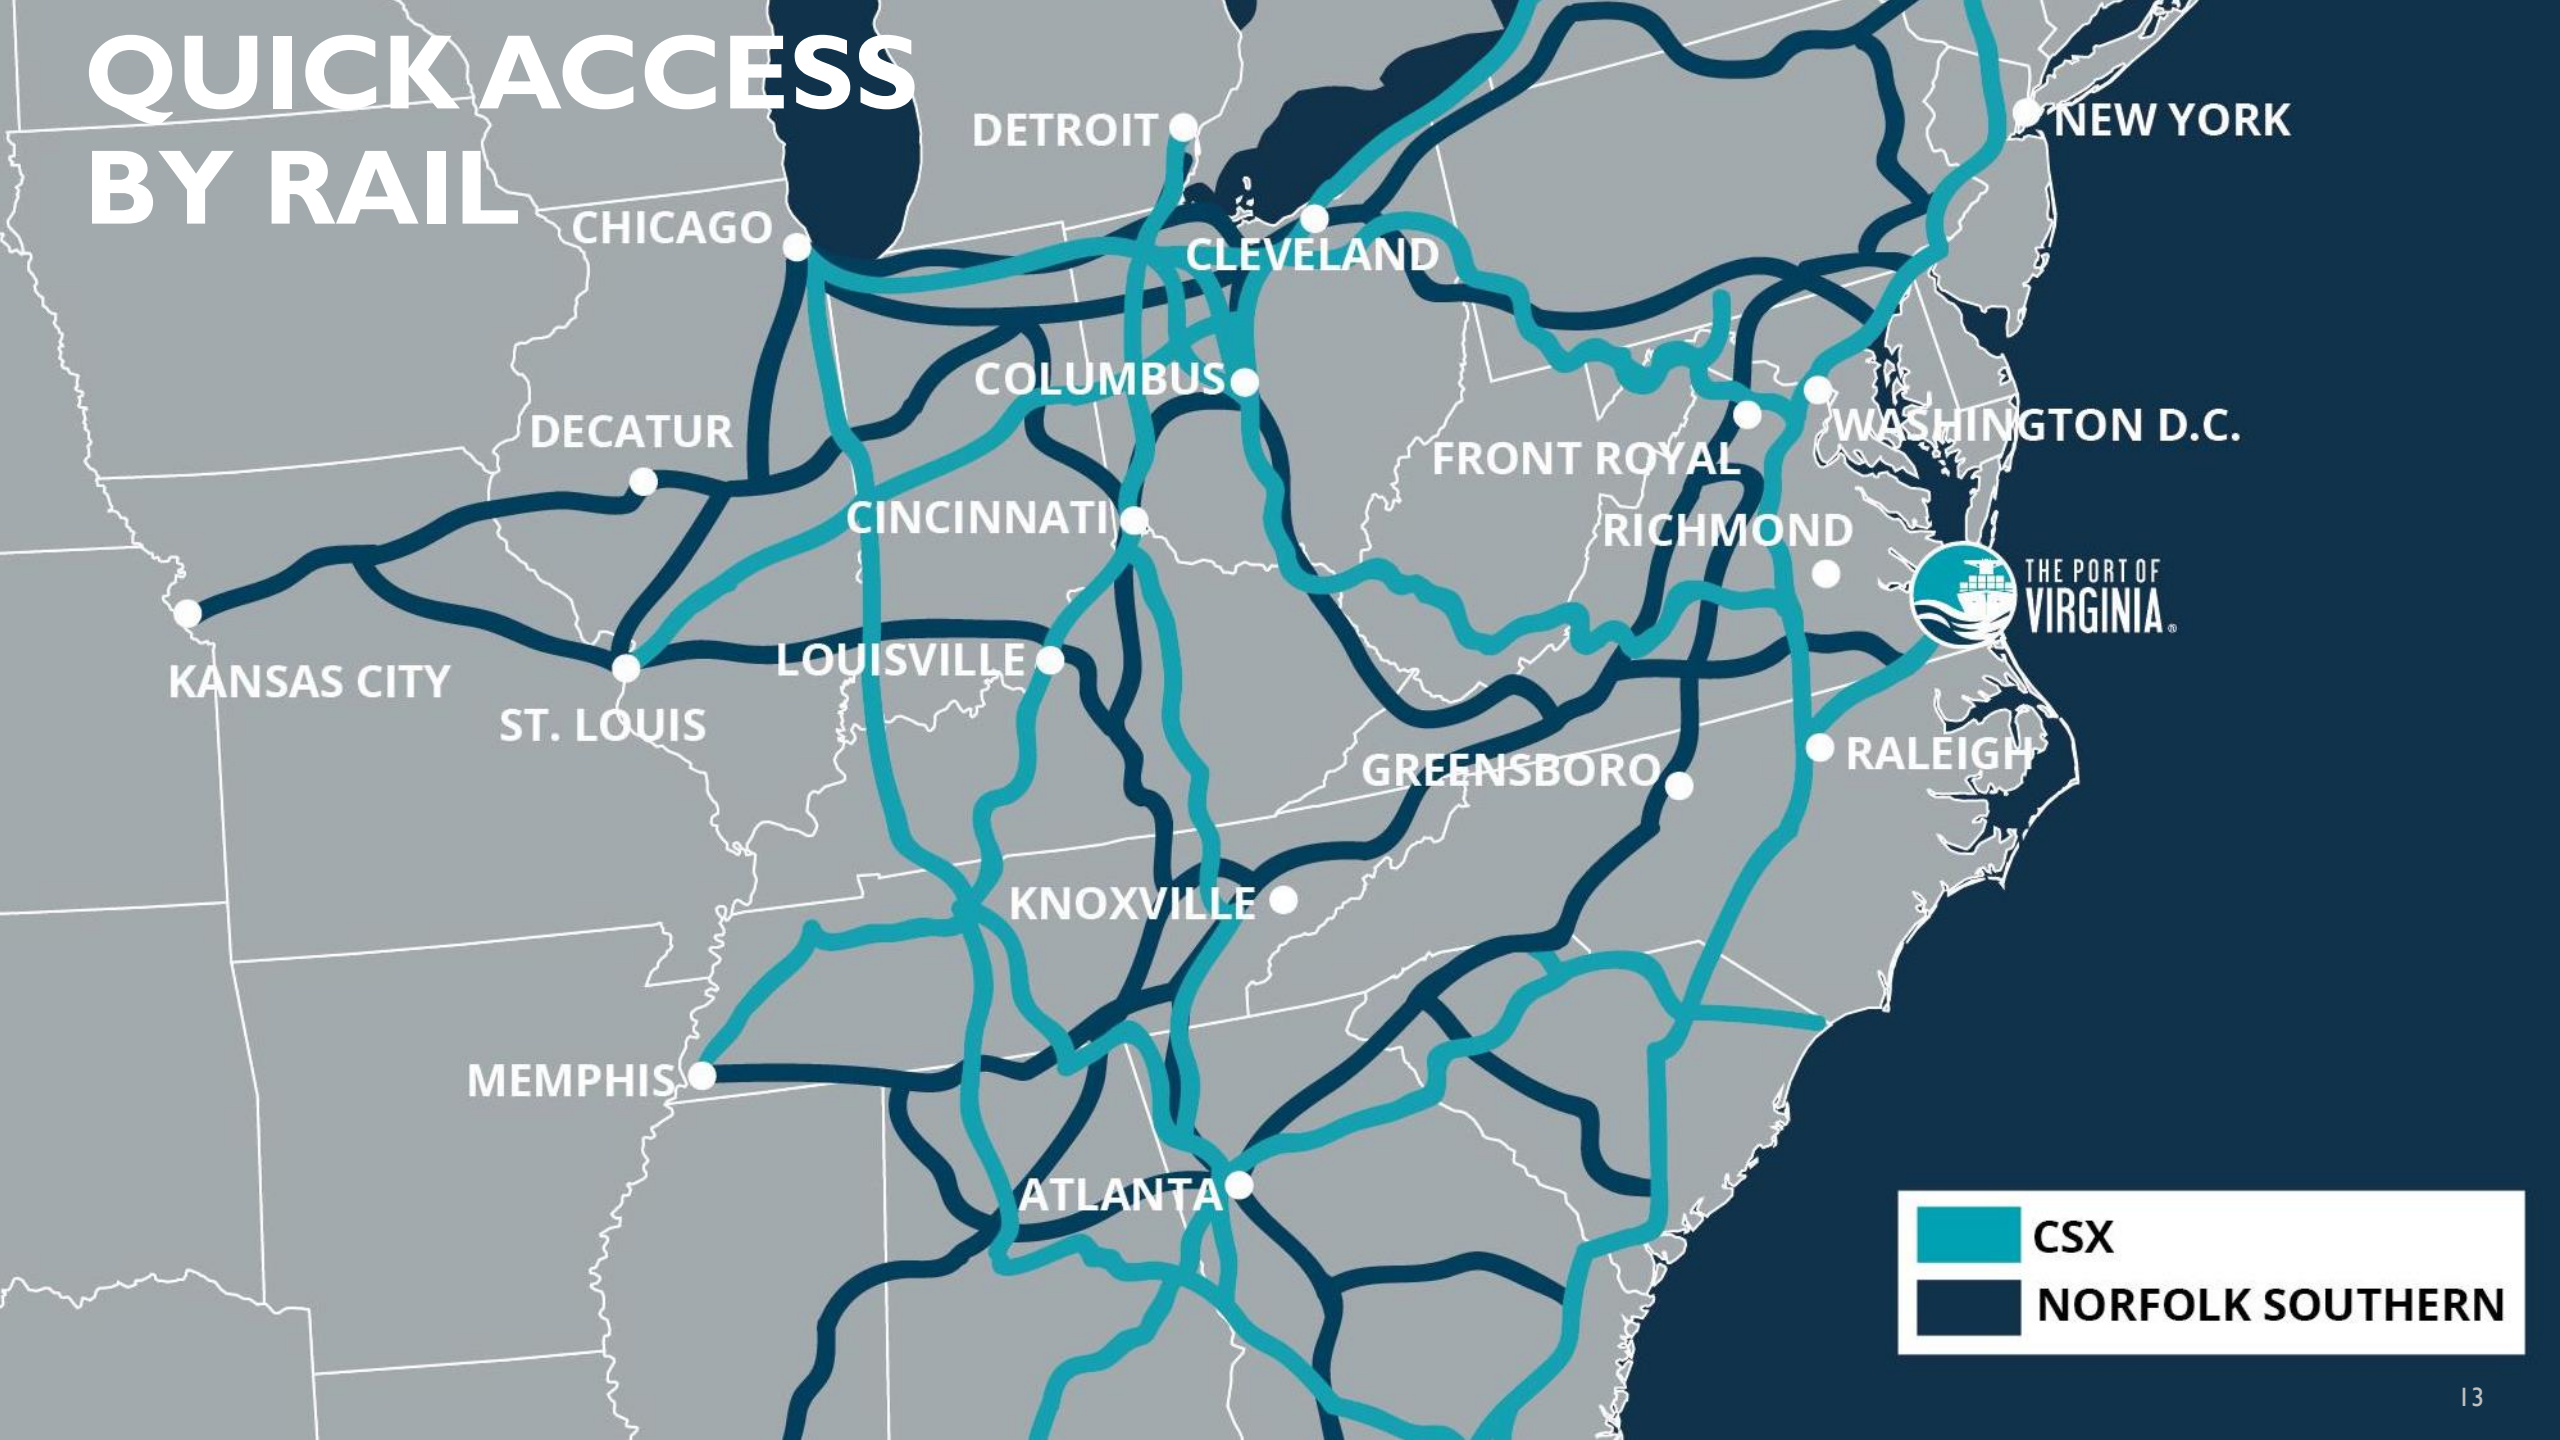 QUICK ACCESS
BY RAIL
DETROIT
NEW YORK
CHICAGO
CLEVELAND
COLUMBUS
DECATUR
WASHINGTON D.C.
FRONT ROYAL
CINCINNATI
RICHMOND
THE PORT OF
VIRGINIA®
LOUISVILLE
KANSAS CITY
ST. LOUIS
GREENSBORO
RALEIGH
KNOXVILLE
MEMPHIS
ATLANTA
CSX
NORFOLK SOUTHERN
13